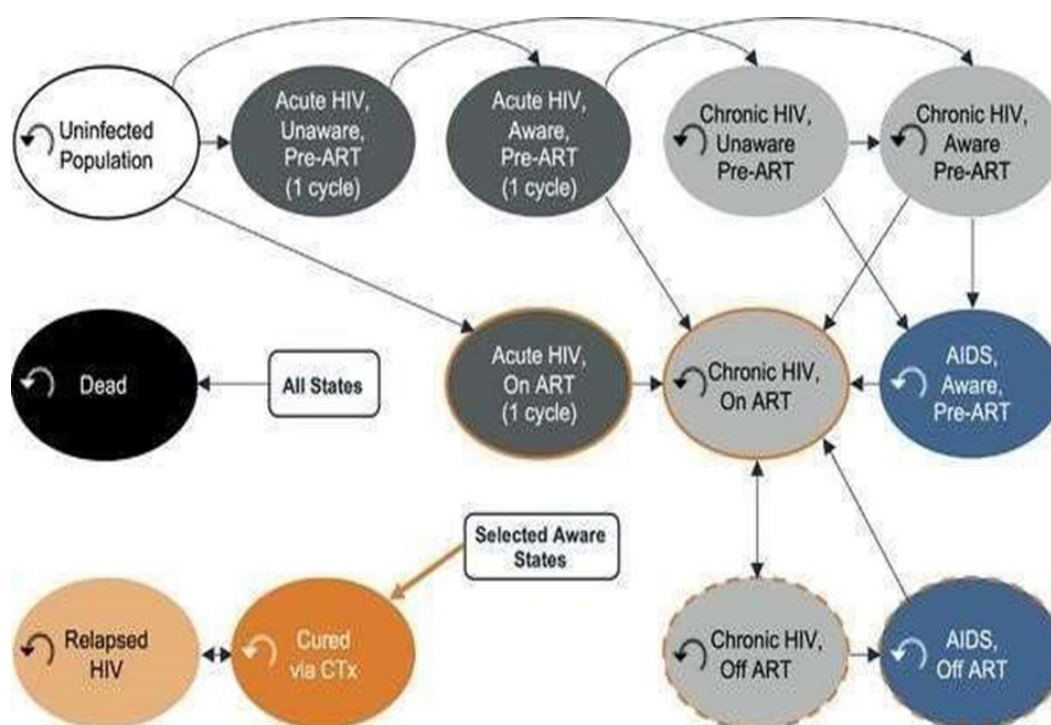 Uninfected
Population
Acute HIV,
Unaware,
Pre-ART
(1 cycle)
Acute HIV,
Aware,
Pre-ART
(1 cycle)
Chronic HIV,
Unaware
Pre-ART
Chronic HIV,
Aware
Pre-ART
Dead
All States
Acute HIV,
On ART
(1 cycle)
Chronic HIV,
On ART
AIDS,
Aware,
Pre-ART
Selected Aware
States
Relapsed
HIV
Cured
via CTx
Chronic HIV,
Off ART
AIDS,
Off ART